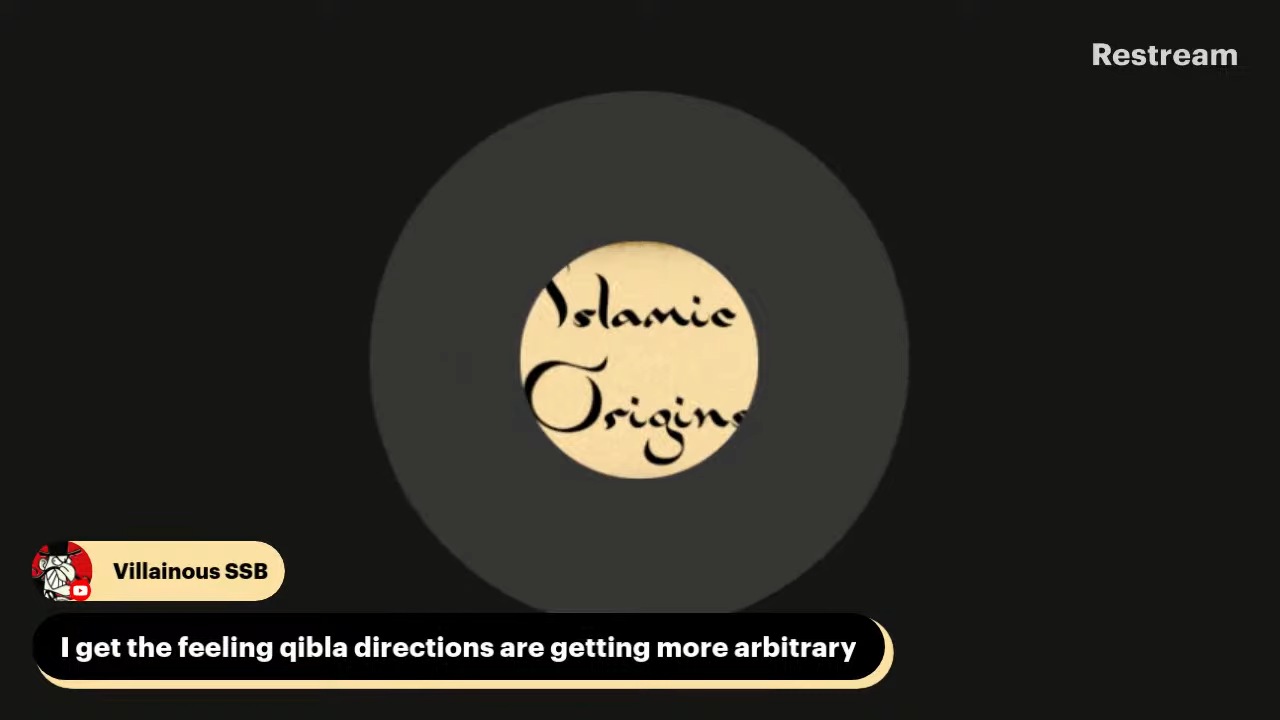 Restream
Islamic
Origins
Villainous SSB
I get the feeling qibla directions are getting more arbitrary